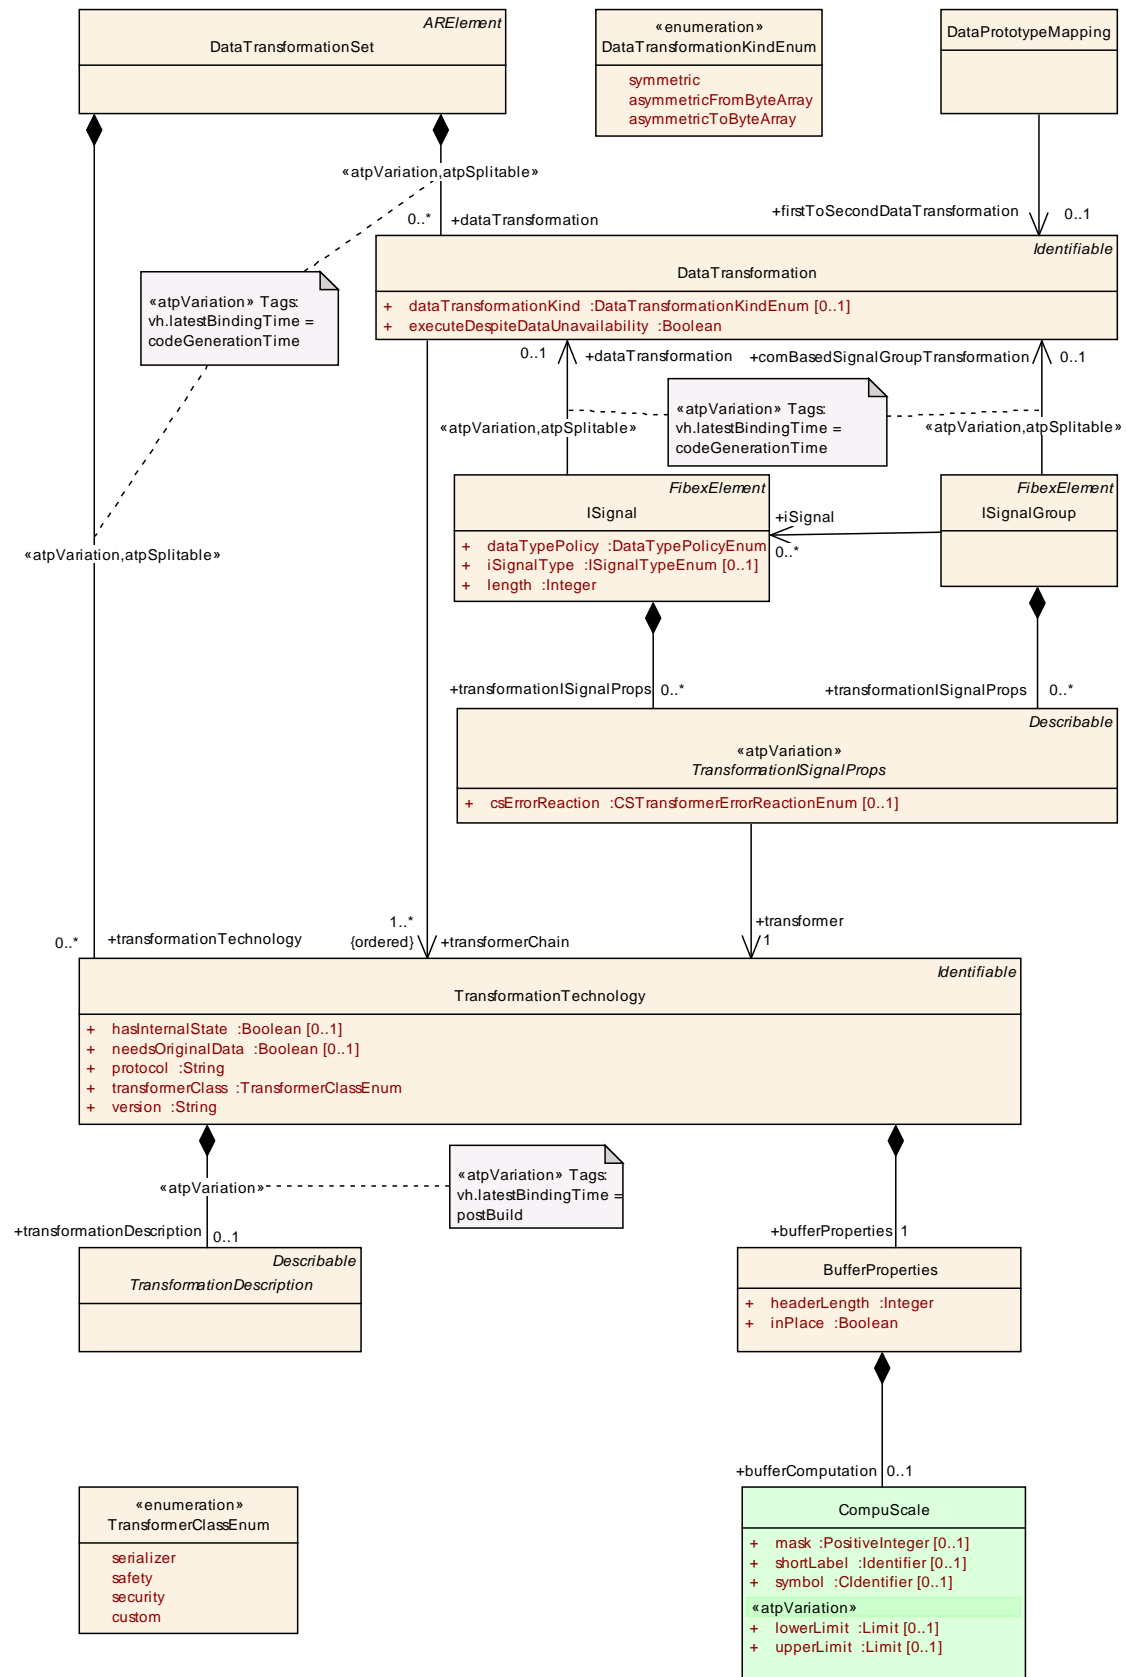 ARElement
DataTransformationSet
«enumeration»
DataTransformationKindEnum
symmetric
asymmetricFromByteArray
asymmetricToByteArray
DataPrototypeMapping
«atpVariation,atpSplitable»
0..*
+dataTransformation
+firstToSecondDataTransformation
0..1
Identifiable
DataTransformation
+ dataTransformationKind :DataTransformationKindEnum [0..1]
+ executeDespiteDataUnavailability :Boolean
«atpVariation» Tags:
vh.latestBindingTime =
codeGenerationTime
0..1
+dataTransformation
+comBasedSignalGroupTransformation
0..1
«atpVariation» Tags:
vh.latestBindingTime =
codeGenerationTime
«atpVariation,atpSplitable»
«atpVariation,atpSplitable»
FibexElement
ISignal
+ dataTypePolicy :DataTypePolicyEnum
+ iSignalType :ISignalTypeEnum [0..1]
+ length :Integer
+iSignal
0..*
FibexElement
ISignalGroup
«atpVariation,atpSplitable»
+transformationISignalProps
0..*
+transformationISignalProps
0..*
Describable
«atpVariation»
TransformationISignalProps
+ csErrorReaction :CSTransformerErrorReactionEnum [0..1]
0..*
+transformationTechnology
1..*
{ordered}
+transformerChain
+transformer
1
Identifiable
TransformationTechnology
+ hasInternalState :Boolean [0..1]
+ needsOriginalData :Boolean [0..1]
+ protocol :String
+ transformerClass :TransformerClassEnum
+ version :String
«atpVariation»
«atpVariation» Tags:
vh.latestBindingTime =
postBuild
+transformationDescription
0..1
+bufferProperties
1
Describable
TransformationDescription
BufferProperties
+ headerLength :Integer
+ inPlace :Boolean
+bufferComputation
0..1
«enumeration»
TransformerClassEnum
serializer
safety
security
custom
CompuScale
+ mask :PositiveInteger [0..1]
+ shortLabel :Identifier [0..1]
+ symbol :CIdentifier [0..1]
«atpVariation»
+ lowerLimit :Limit [0..1]
+ upperLimit :Limit [0..1]